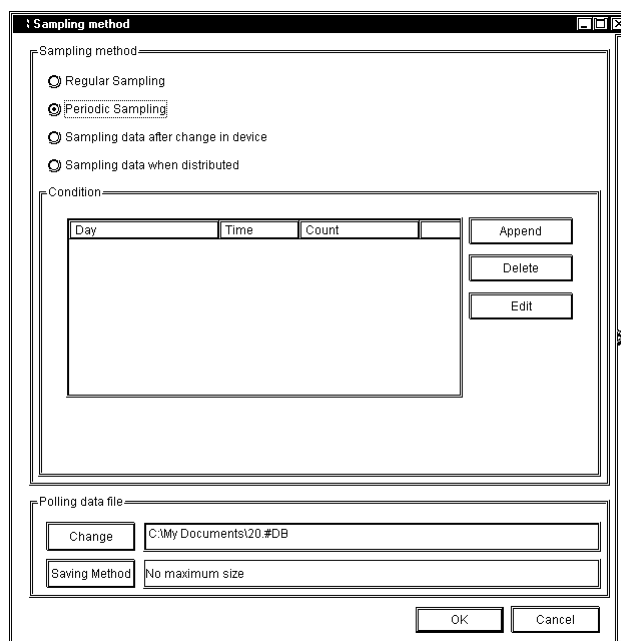 Sampling method
Sampling method
Regular Sampling
Periodic Sampling
Sampling data after change in device
Sampling data when distributed
Condition
Day Time Count
Append
Delete
Edit
Polling data file
Change C:\My Documents\20.#DB
Saving Method No maximum size
OK Cancel